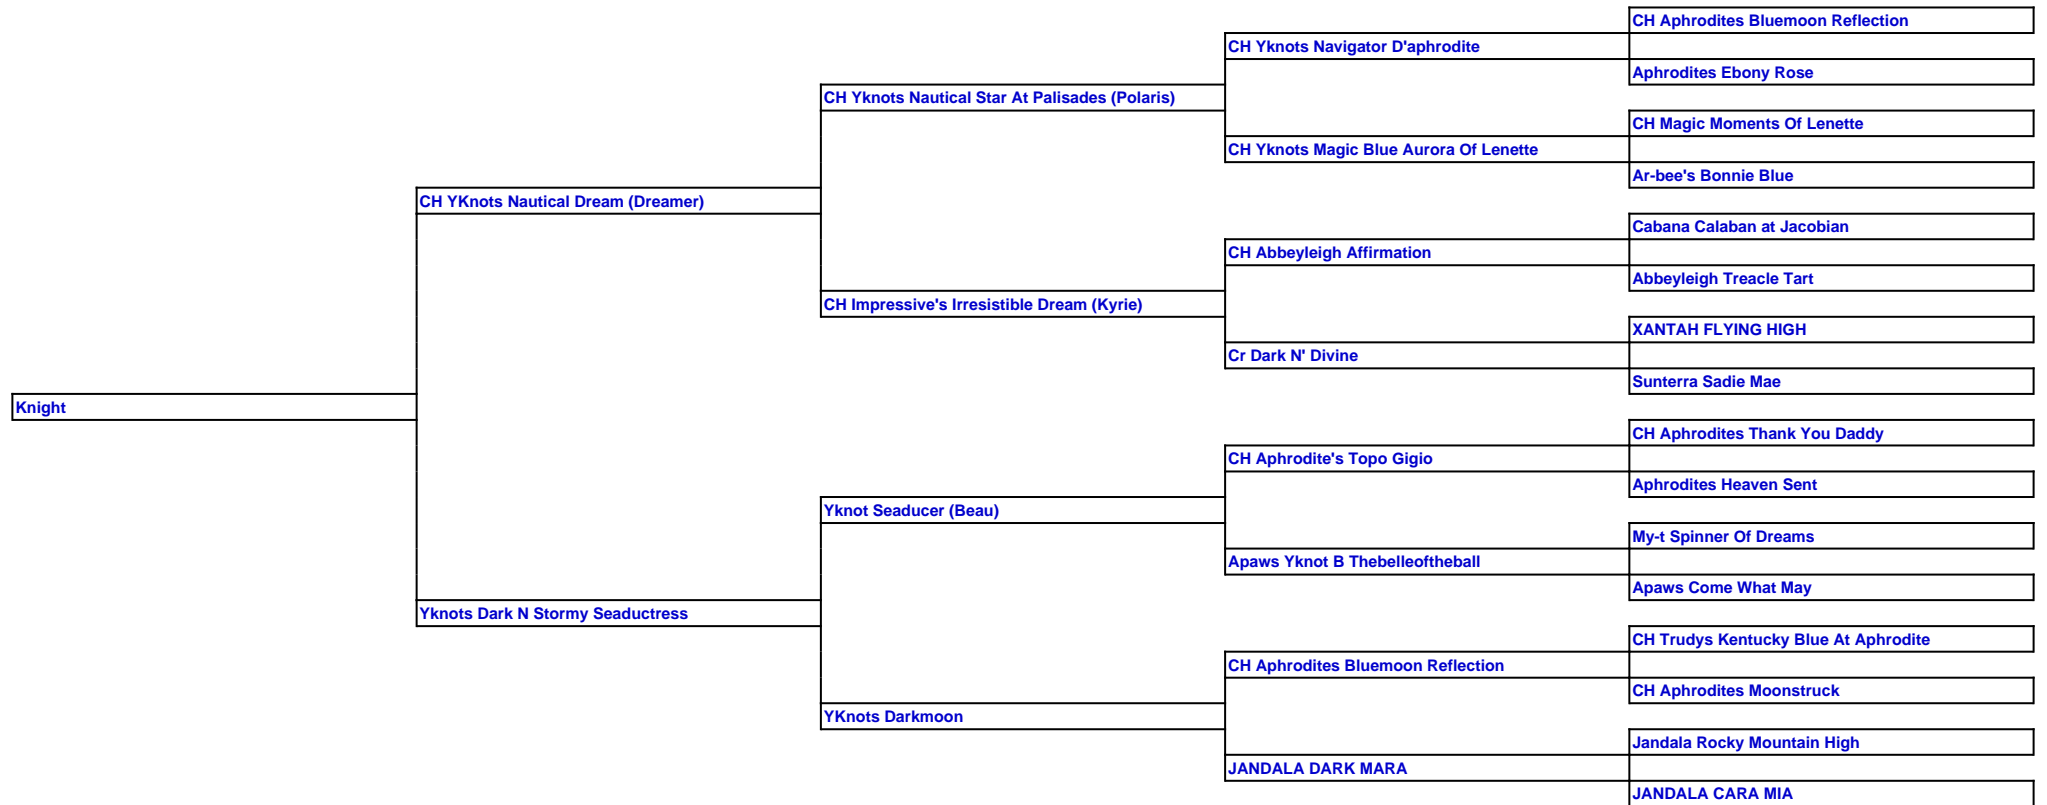 CH Aphrodites Bluemoon Reflection
CH Yknots Navigator D'aphrodite
Aphrodites Ebony Rose
CH Yknots Nautical Star At Palisades (Polaris)
CH Magic Moments Of Lenette
CH Yknots Magic Blue Aurora Of Lenette
Ar-bee's Bonnie Blue
CH YKnots Nautical Dream (Dreamer)
Cabana Calaban at Jacobian
CH Abbeyleigh Affirmation
Abbeyleigh Treacle Tart
CH Impressive's Irresistible Dream (Kyrie)
XANTAH FLYING HIGH
Cr Dark N' Divine
Sunterra Sadie Mae
Knight
CH Aphrodites Thank You Daddy
CH Aphrodite's Topo Gigio
Aphrodites Heaven Sent
Yknot Seaducer (Beau)
My-t Spinner Of Dreams
Apaws Yknot B Thebelleoftheball
Apaws Come What May
Yknots Dark N Stormy Seaductress
CH Trudys Kentucky Blue At Aphrodite
CH Aphrodites Bluemoon Reflection
CH Aphrodites Moonstruck
YKnots Darkmoon
Jandala Rocky Mountain High
JANDALA DARK MARA
JANDALA CARA MIA